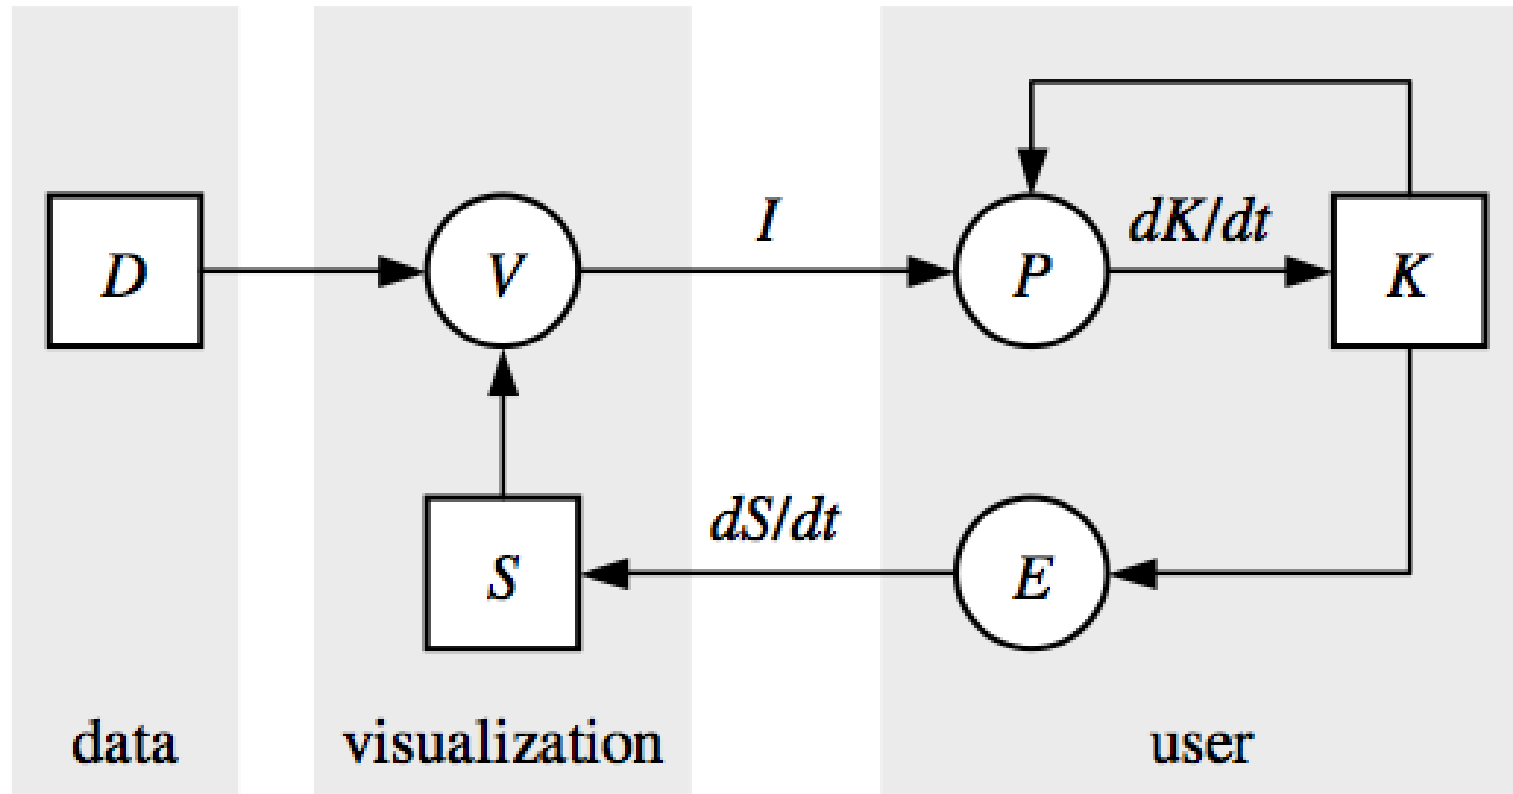 I
dK/dt
D
V
P
K
dS/dt
S
E
data
visualization
user